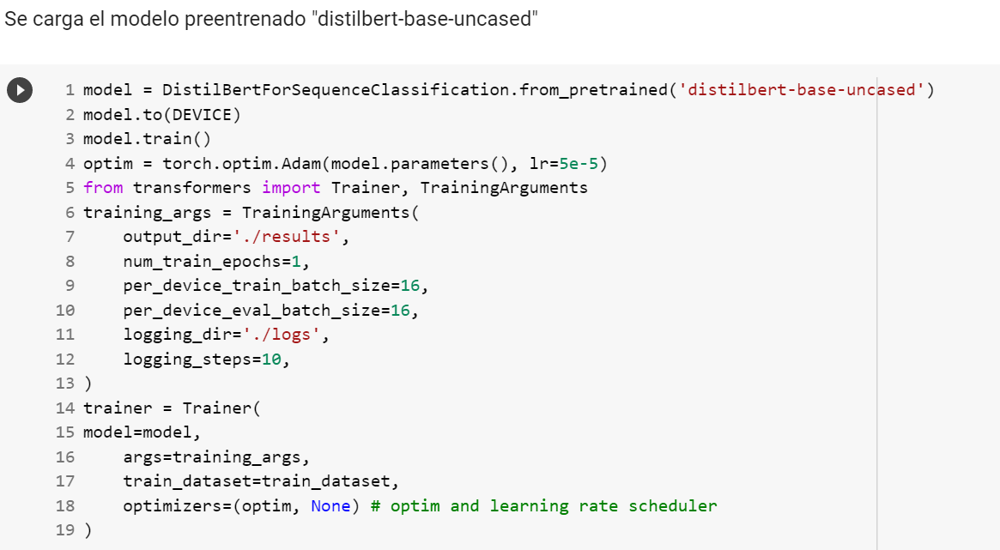 Se carga el modelo preentrenado "distilbert-base-uncased"
1 model = DistilBertForSequenceClassification.from_pretrained('distilbert-base-uncased')
2 model.to(DEVICE)
3 model.train()
4 optim = torch.optim.Adam(model.parameters(), lr=5e-5)
5 from transformers import Trainer, TrainingArguments
6 training_args = TrainingArguments(
7     output_dir='./results',
8     num_train_epochs=1,
9     per_device_train_batch_size=16,
10     per_device_eval_batch_size=16,
11     logging_dir='./logs',
12     logging_steps=10,
13 )
14 trainer = Trainer(
15 model=model,
16     args=training_args,
17     train_dataset=train_dataset,
18     optimizers=(optim, None) # optim and learning rate scheduler
19 )